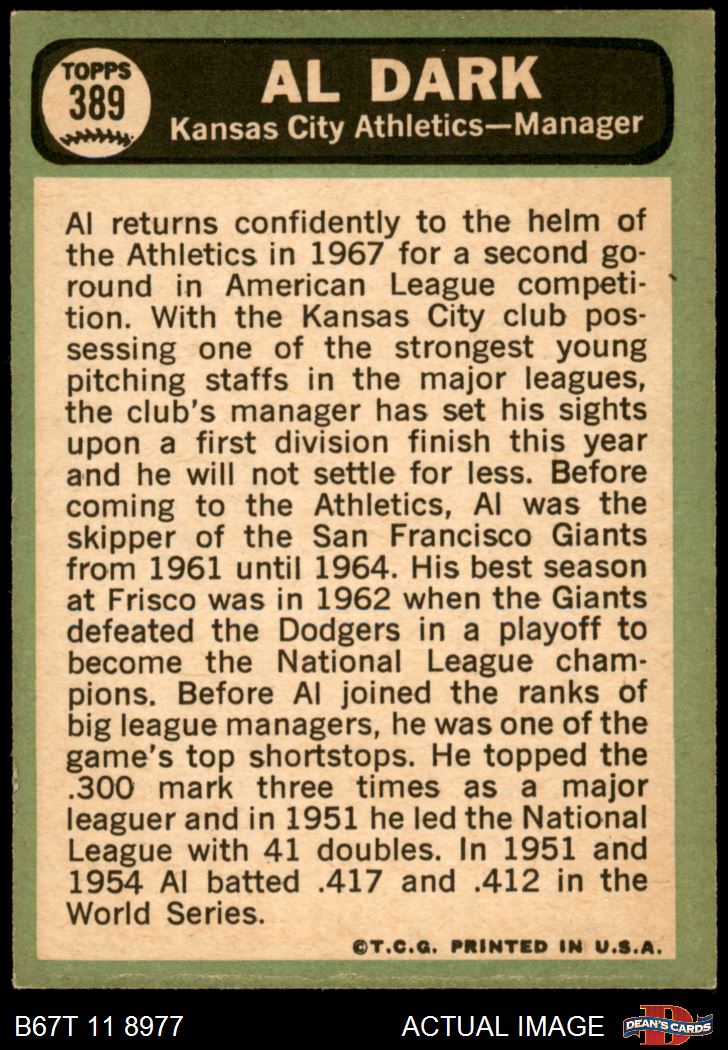 TOPPS
389
AL DARK
Kansas City Athletics—Manager
Al returns confidently to the helm of
the Athletics in 1967 for a second go-
round in American League competi-
tion. With the Kansas City club pos-
sessing one of the strongest young
pitching staffs in the major leagues,
the club's manager has set his sights
upon a first division finish this year
and he will not settle for less. Before
coming to the Athletics, Al was the
skipper of the San Francisco Giants
from 1961 until 1964. His best season
at Frisco was in 1962 when the Giants
defeated the Dodgers in a playoff to
become the National League cham-
pions. Before Al joined the ranks of
big league managers, he was one of the
game's top shortstops. He topped the
.300 mark three times as a major
leaguer and in 1951 he led the National
League with 41 doubles. In 1951 and
1954 Al batted .417 and .412 in the
World Series.
©T.C.G. PRINTED IN U.S.A.
B67T 11 8977
ACTUAL IMAGE
D
DEAN'S CARDS